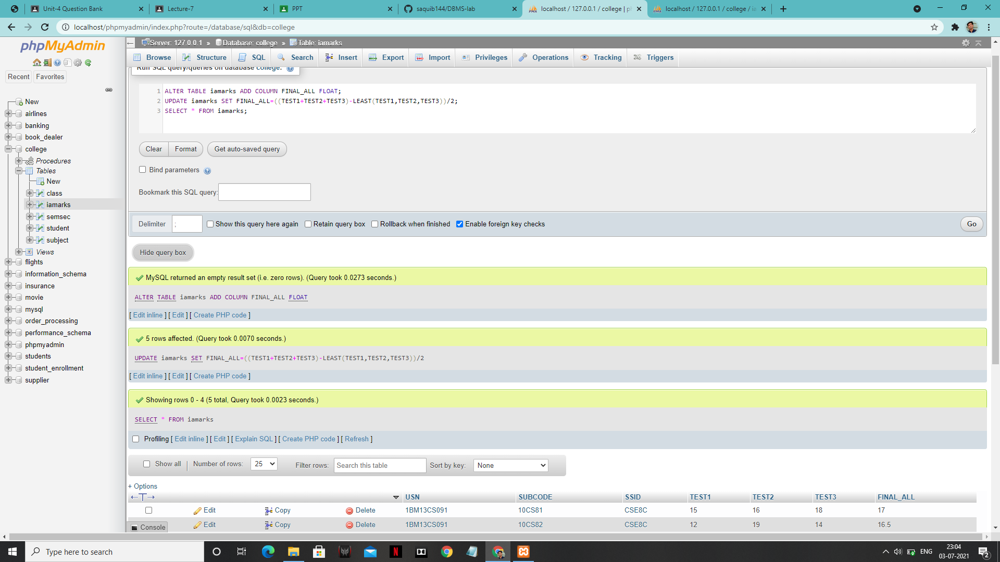 Unit-4 Question Bank
Lecture-7
PPT
saquib144/DBMS-lab
localhost / 127.0.0.1 / college | p
localhost / 127.0.0.1 / college / ia
localhost/phpmyadmin/index.php?route=/database/sql&db=college
phpMyAdmin
Recent
Favorites
New
airlines
banking
book_dealer
college
Procedures
Tables
New
class
iamarks
semsec
student
subject
Views
flights
information_schema
insurance
movie
mysql
order_processing
performance_schema
phpmyadmin
students
student_enrollment
supplier
Server: 127.0.0.1 » Database: college » Table: iamarks
Browse Structure SQL Search Insert Export Import Privileges Operations Tracking Triggers
Run SQL query/queries on database college:
1 ALTER TABLE iamarks ADD COLUMN FINAL_ALL FLOAT;
2 UPDATE iamarks SET FINAL_ALL=((TEST1+TEST2+TEST3)-LEAST(TEST1,TEST2,TEST3))/2;
3 SELECT * FROM iamarks;
Clear Format Get auto-saved query
Bind parameters
Bookmark this SQL query:
Delimiter ; Show this query here again Retain query box Rollback when finished Enable foreign key checks Go
Hide query box
MySQL returned an empty result set (i.e. zero rows). (Query took 0.0273 seconds.)
ALTER TABLE iamarks ADD COLUMN FINAL_ALL FLOAT
[ Edit inline ] [ Edit ] [ Create PHP code ]
5 rows affected. (Query took 0.0070 seconds.)
UPDATE iamarks SET FINAL_ALL=((TEST1+TEST2+TEST3)-LEAST(TEST1,TEST2,TEST3))/2
[ Edit inline ] [ Edit ] [ Create PHP code ]
Showing rows 0 - 4 (5 total, Query took 0.0023 seconds.)
SELECT * FROM iamarks
Profiling [ Edit inline ] [ Edit ] [ Explain SQL ] [ Create PHP code ] [ Refresh ]
Show all | Number of rows: 25 Filter rows: Search this table Sort by key: None
+ Options
←T→ USN SUBCODE SSID TEST1 TEST2 TEST3 FINAL_ALL
Edit Copy Delete 1BM13CS091 10CS81 CSE8C 15 16 18 17
Edit Copy Delete 1BM13CS091 10CS82 CSE8C 12 19 14 16.5
Console
Type here to search
ENG
23:04
03-07-2021
2